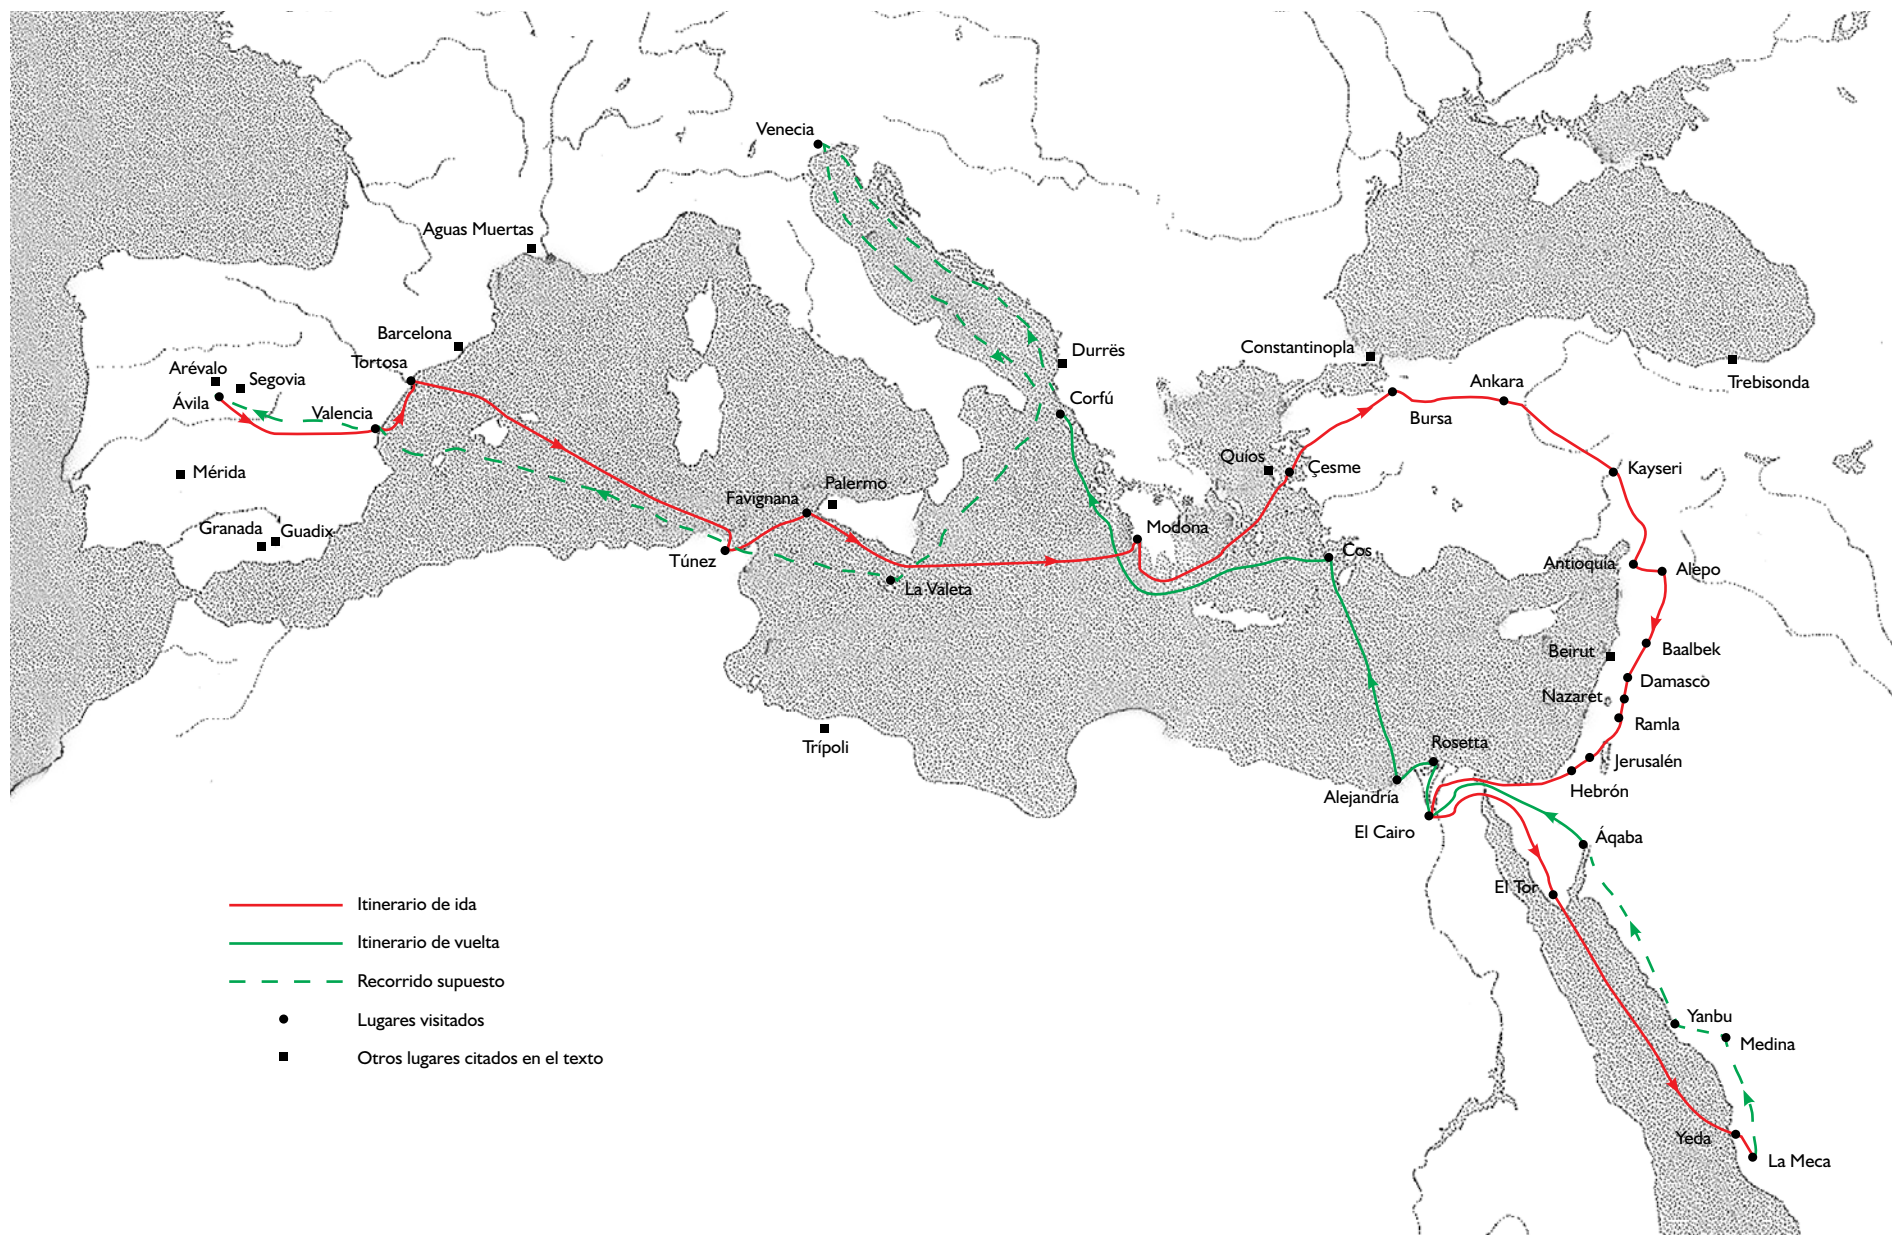 Venecia
Aguas Muertas
Barcelona
Tortosa
Arévalo
Segovia
Ávila
Valencia
Mérida
Granada
Guadix
Durrës
Corfú
Constantinopla
Trebisonda
Ankara
Bursa
Quíos
Çesme
Kayseri
Palermo
Favignana
Túnez
La Valeta
Modona
Cos
Antioquía
Alepo
Beirut
Baalbek
Damasco
Nazaret
Ramla
Trípoli
Rosetta
Jerusalén
Hebrón
Alejandría
El Cairo
Áqaba
El Tor
Yanbu
Medina
Yeda
La Meca
Itinerario de ida
Itinerario de vuelta
Recorrido supuesto
Lugares visitados
Otros lugares citados en el texto